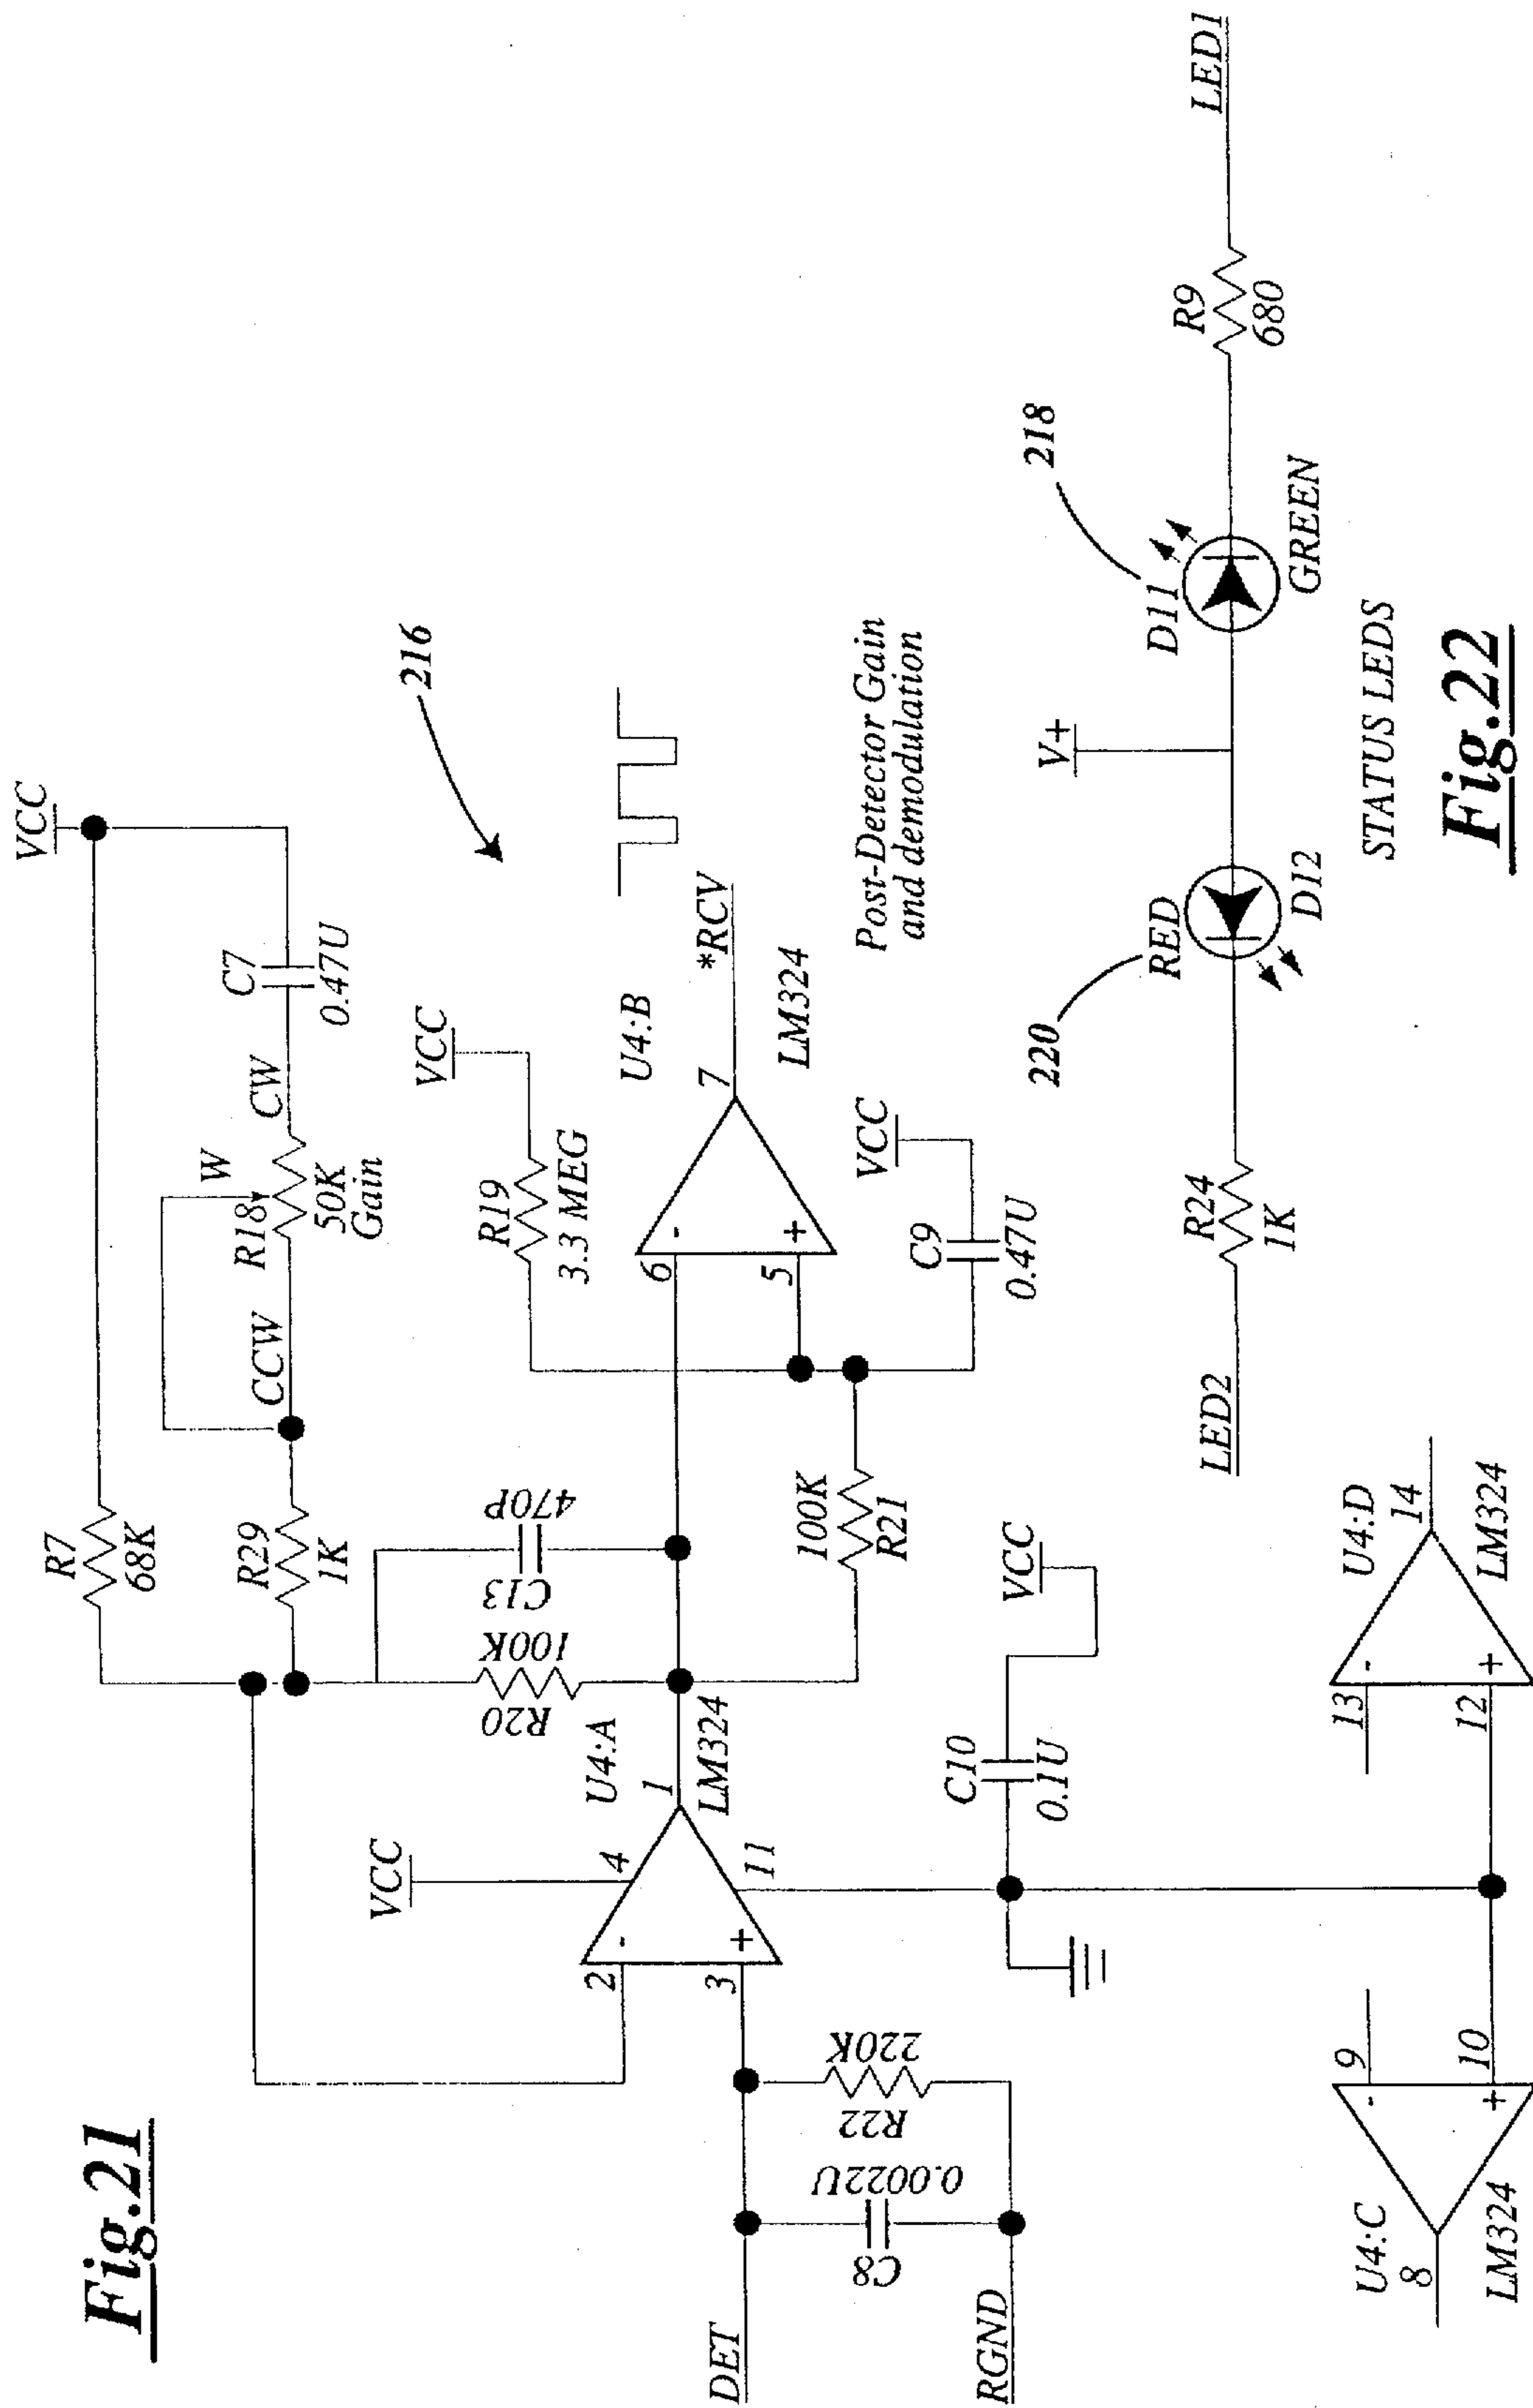 Fig.21
VCC
R7
68K
R29
1K
CCW
R18
W
50K
Gain
CW
C7
0.47U
216
C13
470P
R20
100K
VCC
U4:A
LM324
2
3
4
11
1
VCC
R19
3.3 MEG
U4:B
LM324
6
5
7
*RCV
100K
R21
VCC
C9
0.47U
Post-Detector Gain
and demodulation
DET
RGND
C8
0.0022U
R22
220K
C10
0.1U
VCC
U4:C
8
LM324
9
10
U4:D
14
LM324
13
12
LED2
R24
1K
220
RED
D12
V+
218
D11
GREEN
R9
680
LED1
STATUS LEDS
Fig.22
-
+
-
+
-
+
-
+